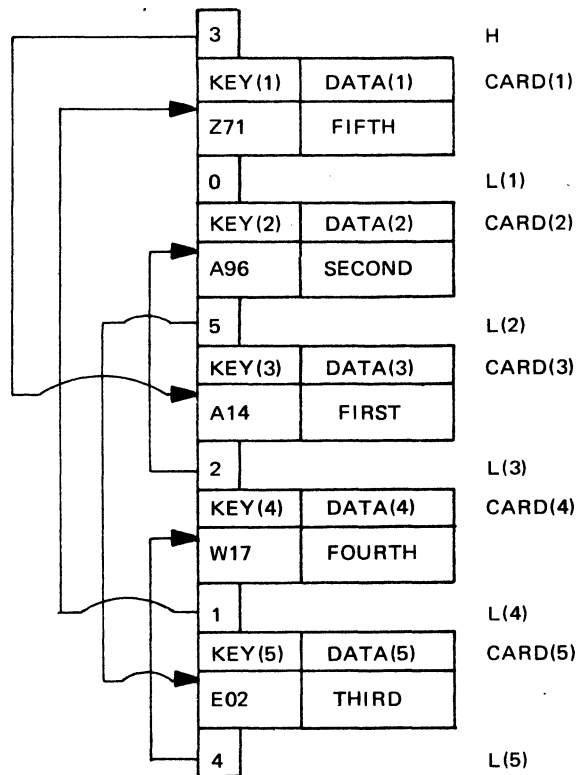 3 H
KEY(1) DATA(1) CARD(1)
Z71 FIFTH
0 L(1)
KEY(2) DATA(2) CARD(2)
A96 SECOND
5 L(2)
KEY(3) DATA(3) CARD(3)
A14 FIRST
2 L(3)
KEY(4) DATA(4) CARD(4)
W17 FOURTH
1 L(4)
KEY(5) DATA(5) CARD(5)
E02 THIRD
4 L(5)